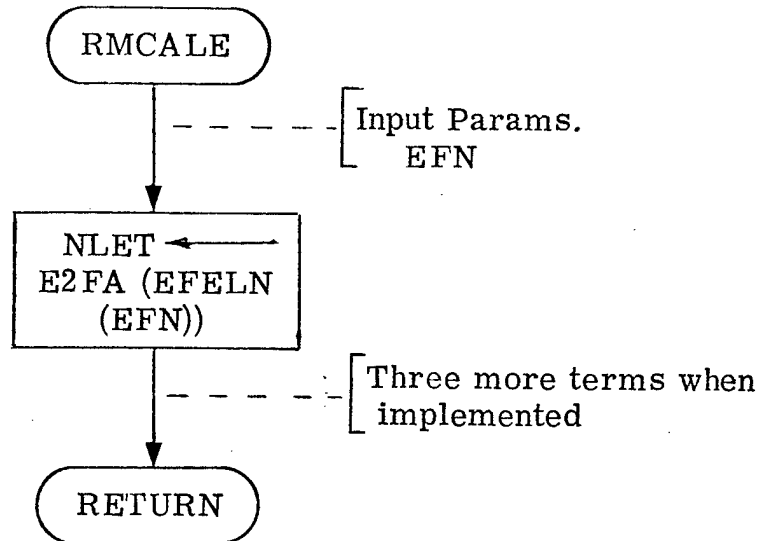 RMCALE
Input Params.
EFN
NLET ←
E2FA (EFELN
(EFN))
Three more terms when
implemented
RETURN